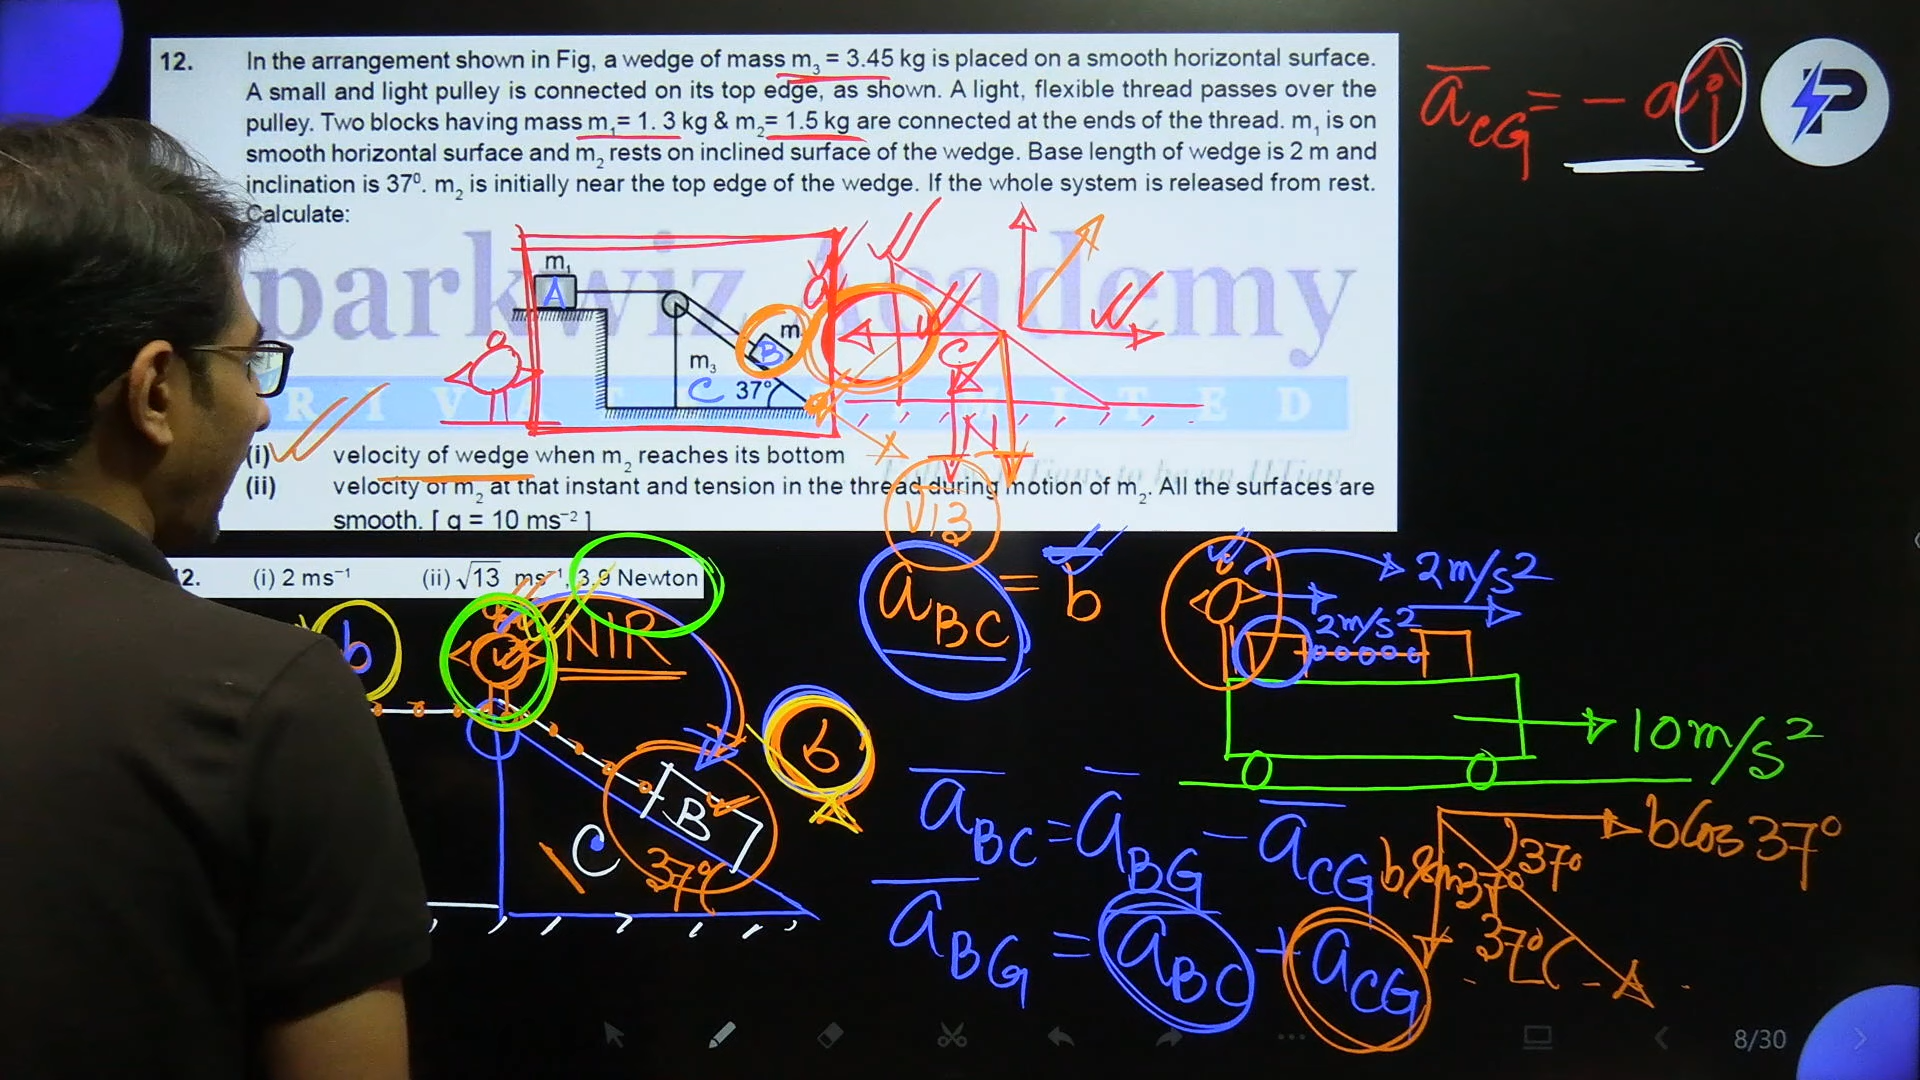 12. In the arrangement shown in Fig, a wedge of mass m₃ = 3.45 kg is placed on a smooth horizontal surface.
A small and light pulley is connected on its top edge, as shown. A light, flexible thread passes over the
pulley. Two blocks having mass m₁= 1. 3 kg & m₂= 1.5 kg are connected at the ends of the thread. m₁ is on
smooth horizontal surface and m₂ rests on inclined surface of the wedge. Base length of wedge is 2 m and
inclination is 37⁰. m₂ is initially near the top edge of the wedge. If the whole system is released from rest.
Calculate:
a̅CG = - a î
P
parkwiz Academy
m₁
A
m
B
m₃
C 37°
a
C
N
(i) velocity of wedge when m₂ reaches its bottom
(ii) velocity of m₂ at that instant and tension in the thread during motion of m₂. All the surfaces are
smooth. [ g = 10 ms⁻² ]
√13
2. (i) 2 ms⁻¹ (ii) √13 ms⁻¹, 3.9 Newton
aBC = b
2m/s²
2m/s²
b
NIR
10m/s²
b
B
C
37°
a̅BC = a̅BG - a̅CG
a̅BG = a̅BC + a̅CG
bCos37°
37°
bSin37°
37°
8/30